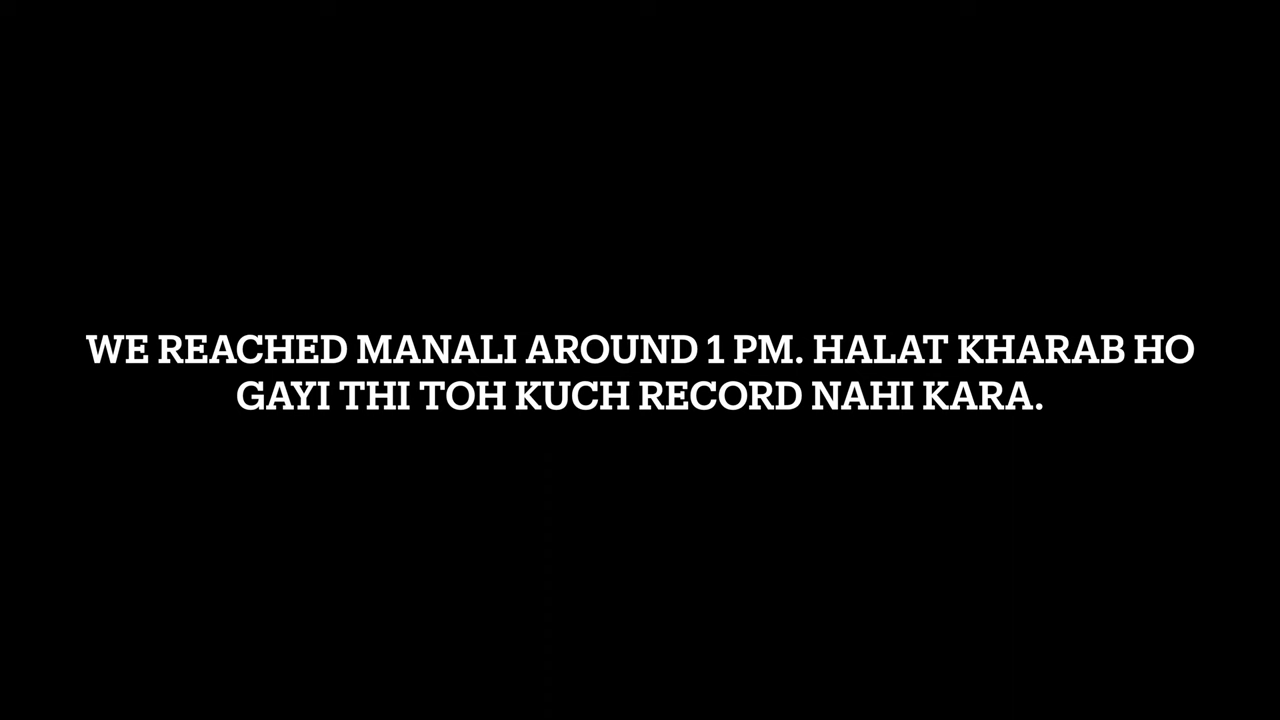 WE REACHED MANALI AROUND 1 PM. HALAT KHARAB HO
GAYI THI TOH KUCH RECORD NAHI KARA.